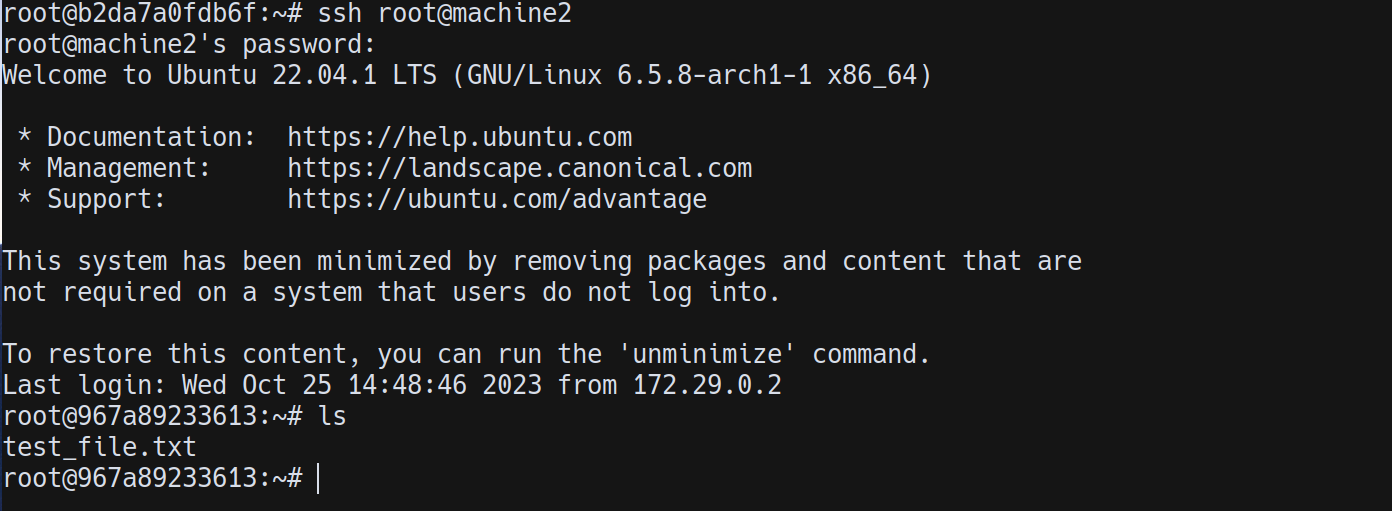 root@b2da7a0fdb6f:~# ssh root@machine2
root@machine2's password:
Welcome to Ubuntu 22.04.1 LTS (GNU/Linux 6.5.8-arch1-1 x86_64)
 * Documentation:  https://help.ubuntu.com
 * Management:     https://landscape.canonical.com
 * Support:        https://ubuntu.com/advantage
This system has been minimized by removing packages and content that are
not required on a system that users do not log into.
To restore this content, you can run the 'unminimize' command.
Last login: Wed Oct 25 14:48:46 2023 from 172.29.0.2
root@967a89233613:~# ls
test_file.txt
root@967a89233613:~#